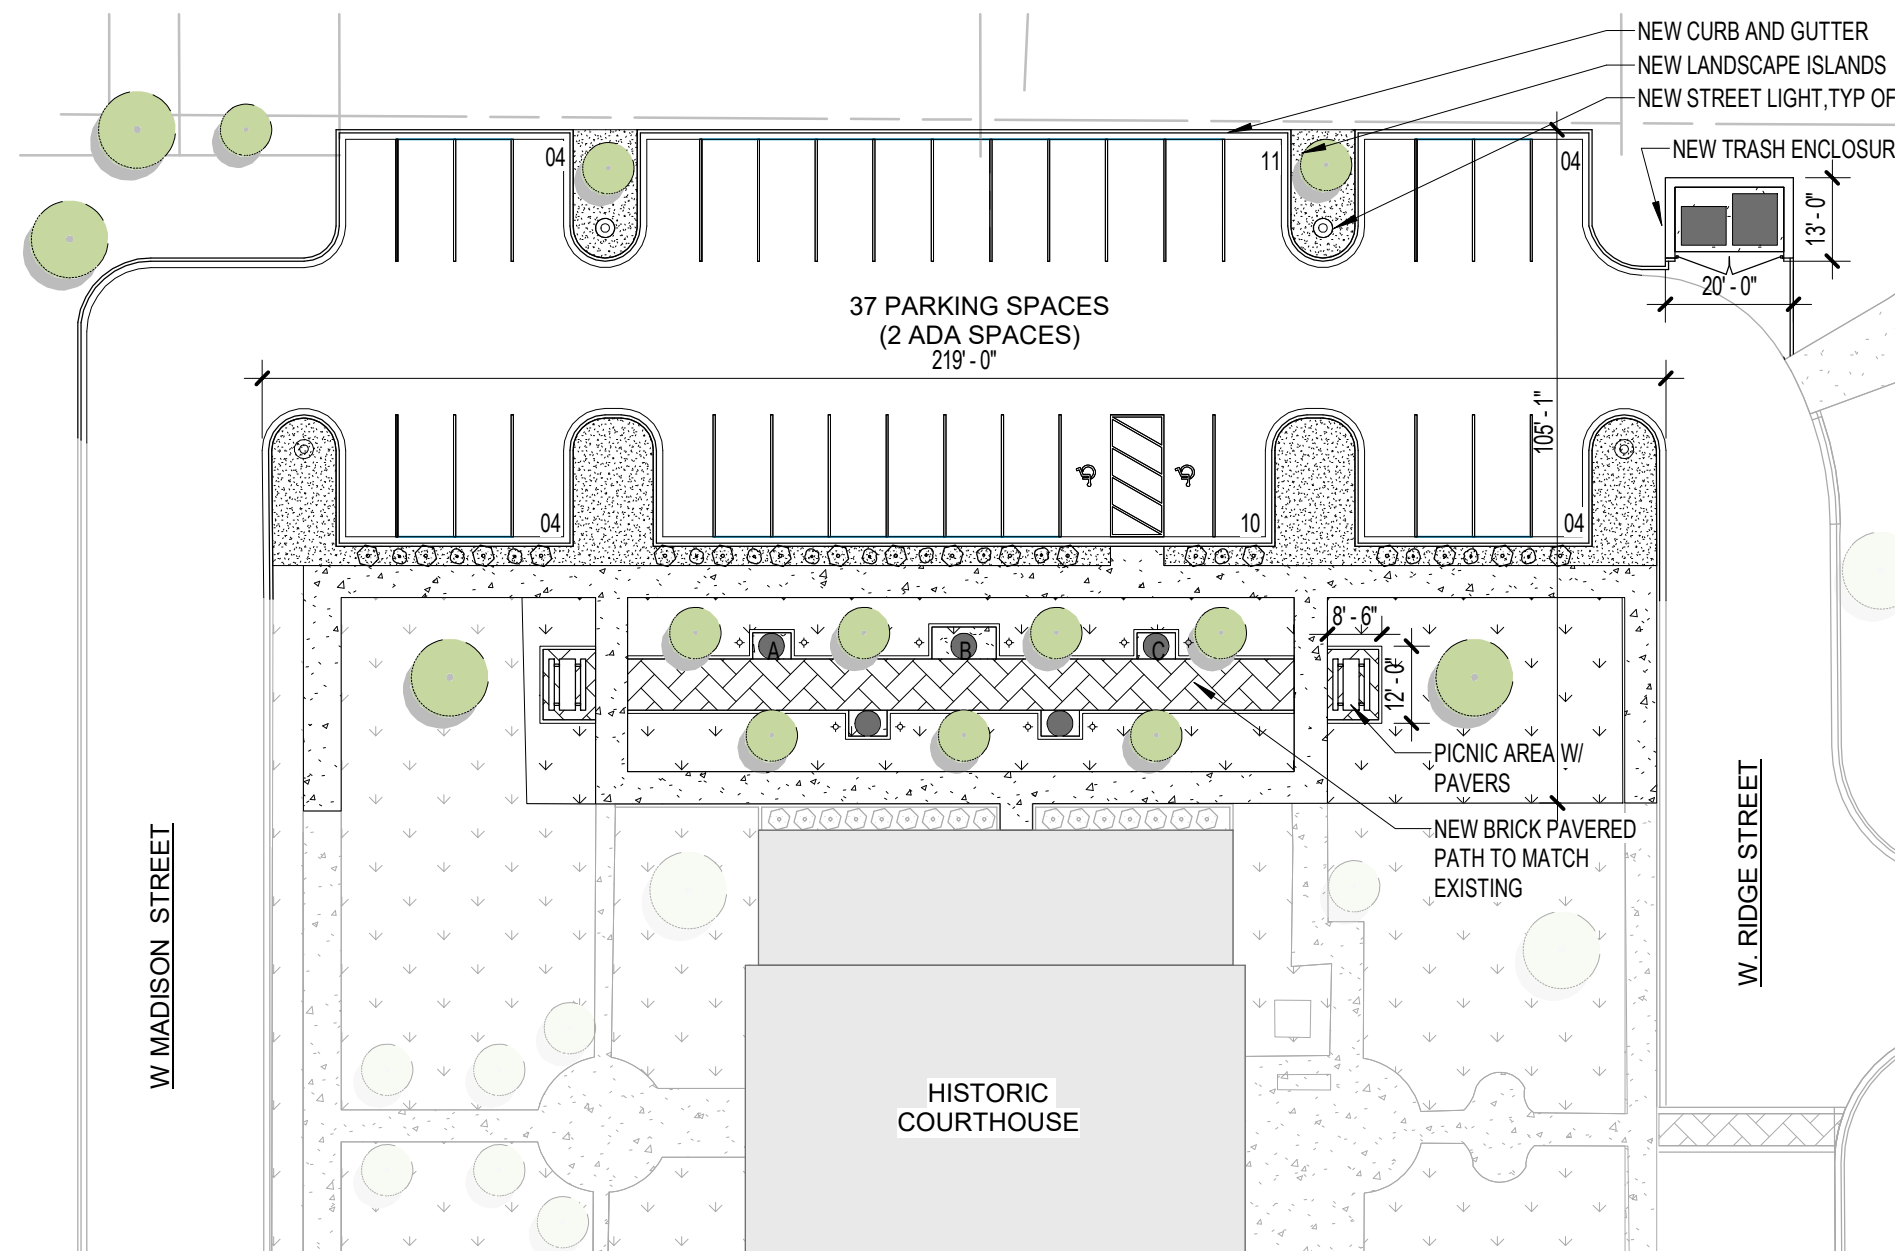 NEW CURB AND GUTTER
NEW LANDSCAPE ISLANDS
NEW STREET LIGHT, TYP OF
NEW TRASH ENCLOSUR
04
11
04
13' - 0"
20' - 0"
37 PARKING SPACES
(2 ADA SPACES)
219' - 0"
105' - 1"
04
10
04
8' - 6"
A
B
C
12' - 0"
PICNIC AREA W/
PAVERS
NEW BRICK PAVERED
PATH TO MATCH
EXISTING
W MADISON STREET
W. RIDGE STREET
HISTORIC
COURTHOUSE